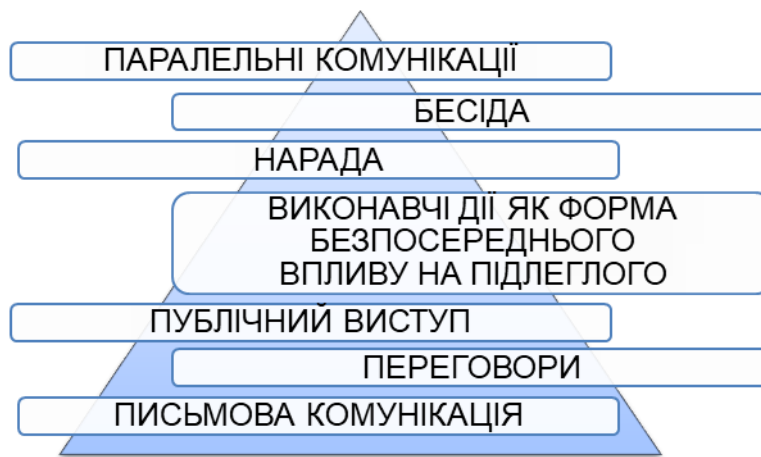 ПАРАЛЕЛЬНІ КОМУНІКАЦІЇ
БЕСІДА
НАРАДА
ВИКОНАВЧІ ДІЇ ЯК ФОРМА
БЕЗПОСЕРЕДНЬОГО
ВПЛИВУ НА ПІДЛЕГЛОГО
ПУБЛІЧНИЙ ВИСТУП
ПЕРЕГОВОРИ
ПИСЬМОВА КОМУНІКАЦІЯ